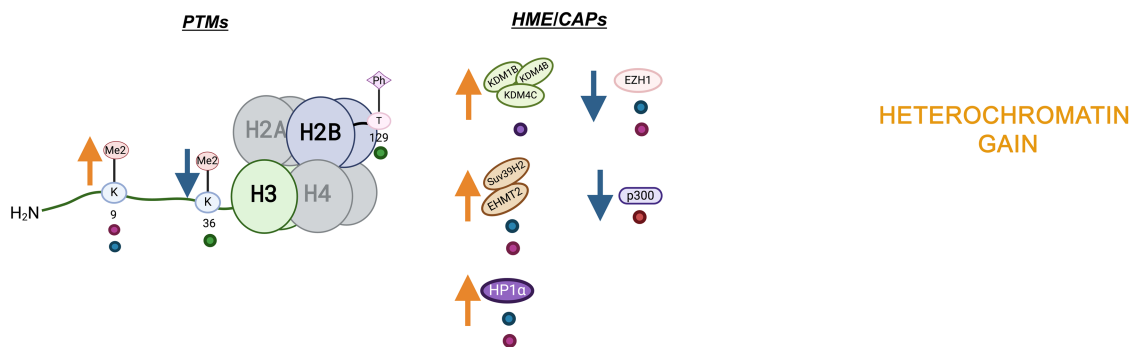 PTMs
HME/CAPs
Ph
KDM1B
KDM4B
KDM4C
EZH1
H2A
H2B
T
129
HETEROCHROMATIN
GAIN
Me2
Me2
K
9
K
36
H3
H4
H₂N
Suv39H2
EHMT2
p300
HP1α